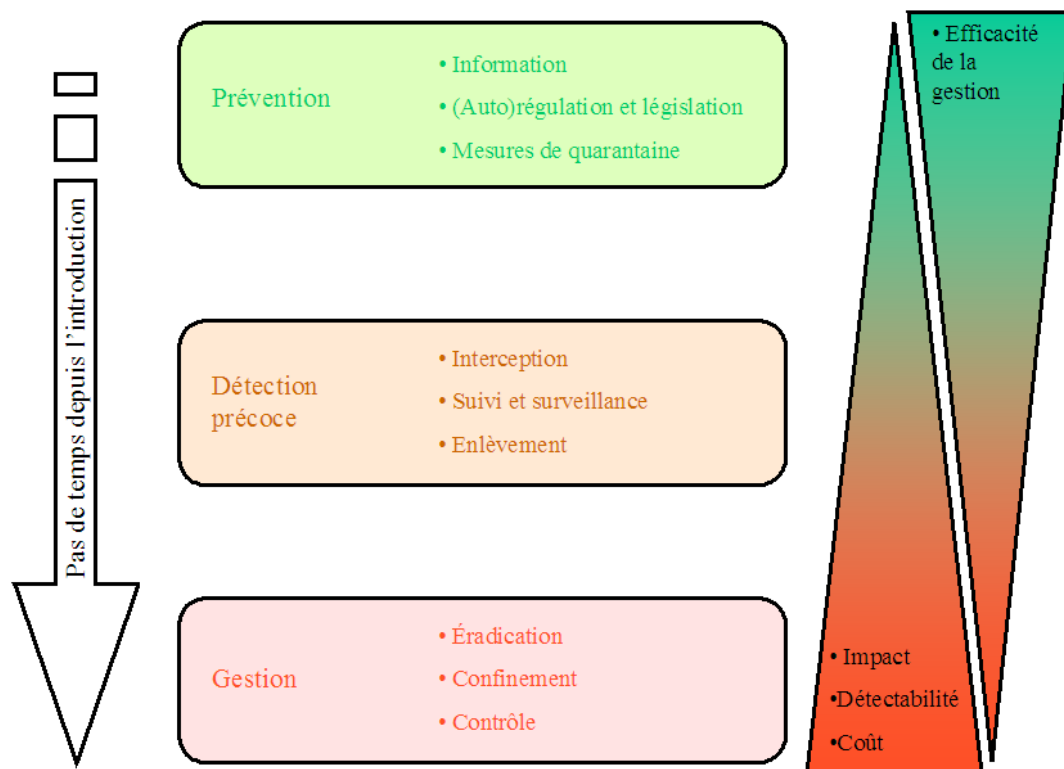 Pas de temps depuis l’introduction
Prévention
• Information
• (Auto)régulation et législation
• Mesures de quarantaine
Détection
précoce
• Interception
• Suivi et surveillance
• Enlèvement
Gestion
• Éradication
• Confinement
• Contrôle
• Efficacité
de la
gestion
• Impact
•Détectabilité
•Coût